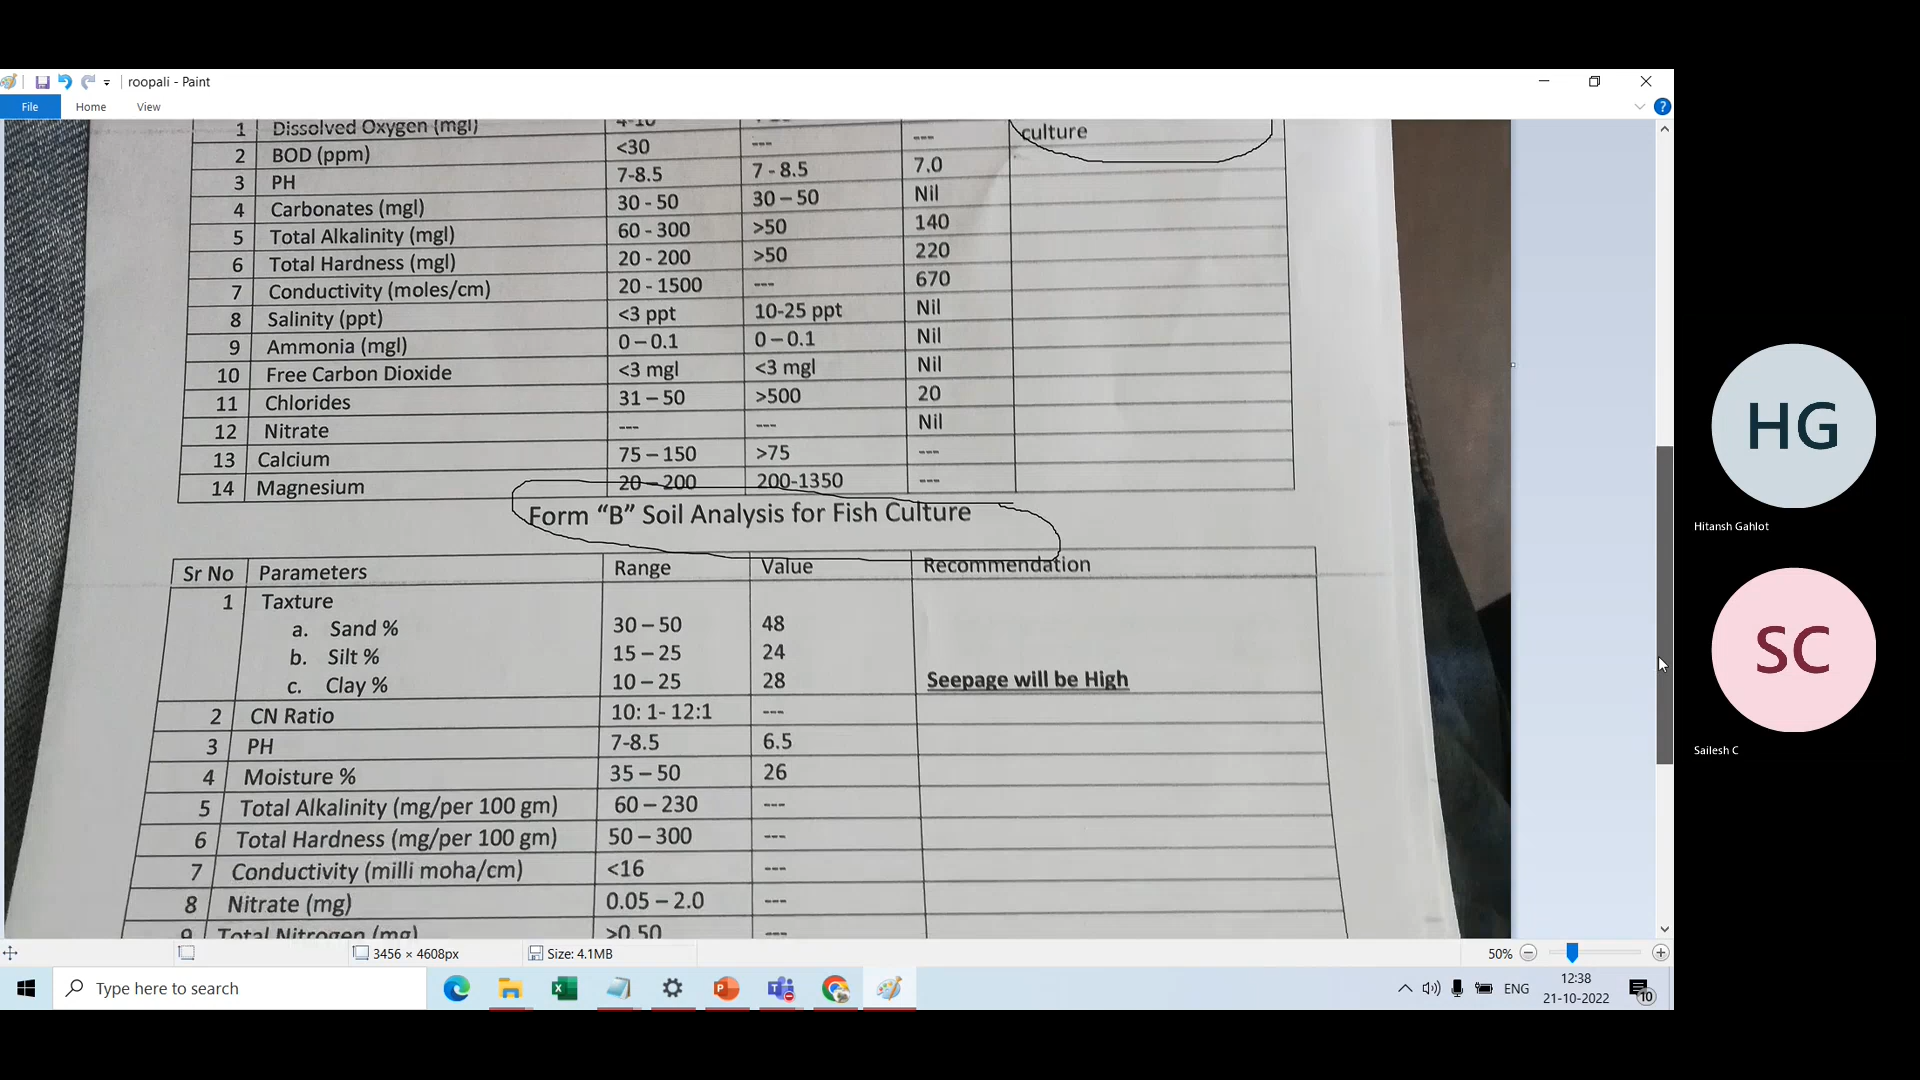 roopali - Paint
File Home View
1 Dissolved Oxygen (mgl) 4-10
culture
2 BOD (ppm) <30 --- ---
3 PH 7-8.5 7 - 8.5 7.0
4 Carbonates (mgl) 30 - 50 30 – 50 Nil
5 Total Alkalinity (mgl) 60 - 300 >50 140
6 Total Hardness (mgl) 20 - 200 >50 220
7 Conductivity (moles/cm) 20 - 1500 --- 670
8 Salinity (ppt) <3 ppt 10-25 ppt Nil
9 Ammonia (mgl) 0 – 0.1 0 – 0.1 Nil
10 Free Carbon Dioxide <3 mgl <3 mgl Nil
11 Chlorides 31 – 50 >500 20
12 Nitrate --- --- Nil
13 Calcium 75 – 150 >75 ---
14 Magnesium 20 – 200 200-1350 ---
Form “B” Soil Analysis for Fish Culture
Sr No Parameters Range Value Recommendation
1 Taxture
a. Sand % 30 – 50 48
b. Silt % 15 – 25 24
c. Clay % 10 – 25 28 Seepage will be High
2 CN Ratio 10: 1- 12:1 ---
3 PH 7-8.5 6.5
4 Moisture % 35 – 50 26
5 Total Alkalinity (mg/per 100 gm) 60 – 230 ---
6 Total Hardness (mg/per 100 gm) 50 – 300 ---
7 Conductivity (milli moha/cm) <16 ---
8 Nitrate (mg) 0.05 – 2.0 ---
9 Total Nitrogen (mg) >0.50 ---
3456 × 4608px Size: 4.1MB 50%
Type here to search
ENG
12:38
21-10-2022
10
HG
Hitansh Gahlot
SC
Sailesh C